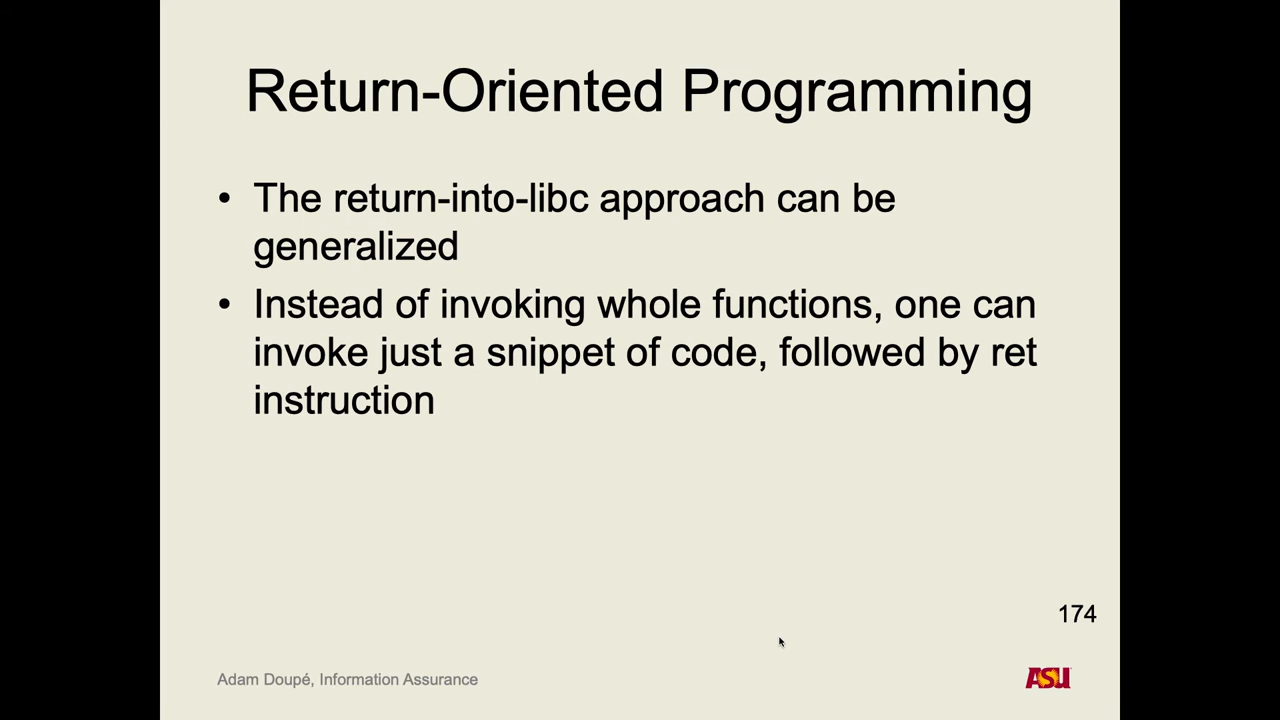 Return-Oriented Programming
• The return-into-libc approach can be
generalized
• Instead of invoking whole functions, one can
invoke just a snippet of code, followed by ret
instruction
174
Adam Doupé, Information Assurance
ASU